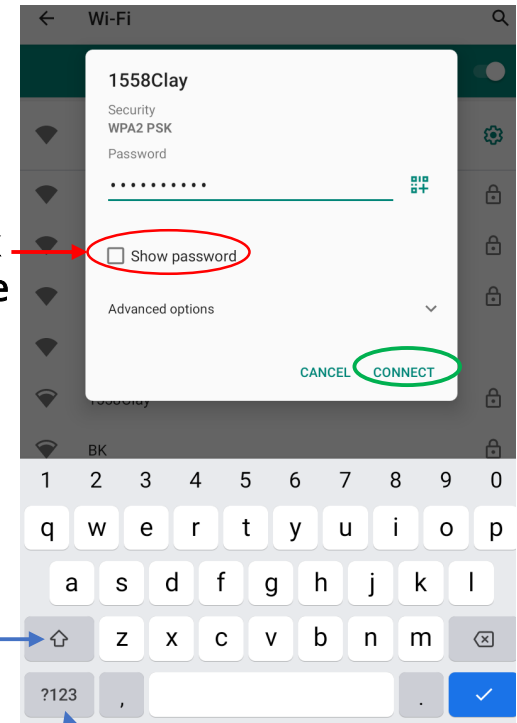 Wi-Fi
1558Clay
Security
WPA2 PSK
Password
Show password
Advanced options
CANCEL CONNECT
1558Clay
BK
1 2 3 4 5 6 7 8 9 0
q w e r t y u i o p
a s d f g h j k l
z x c v b n m
?123 , .